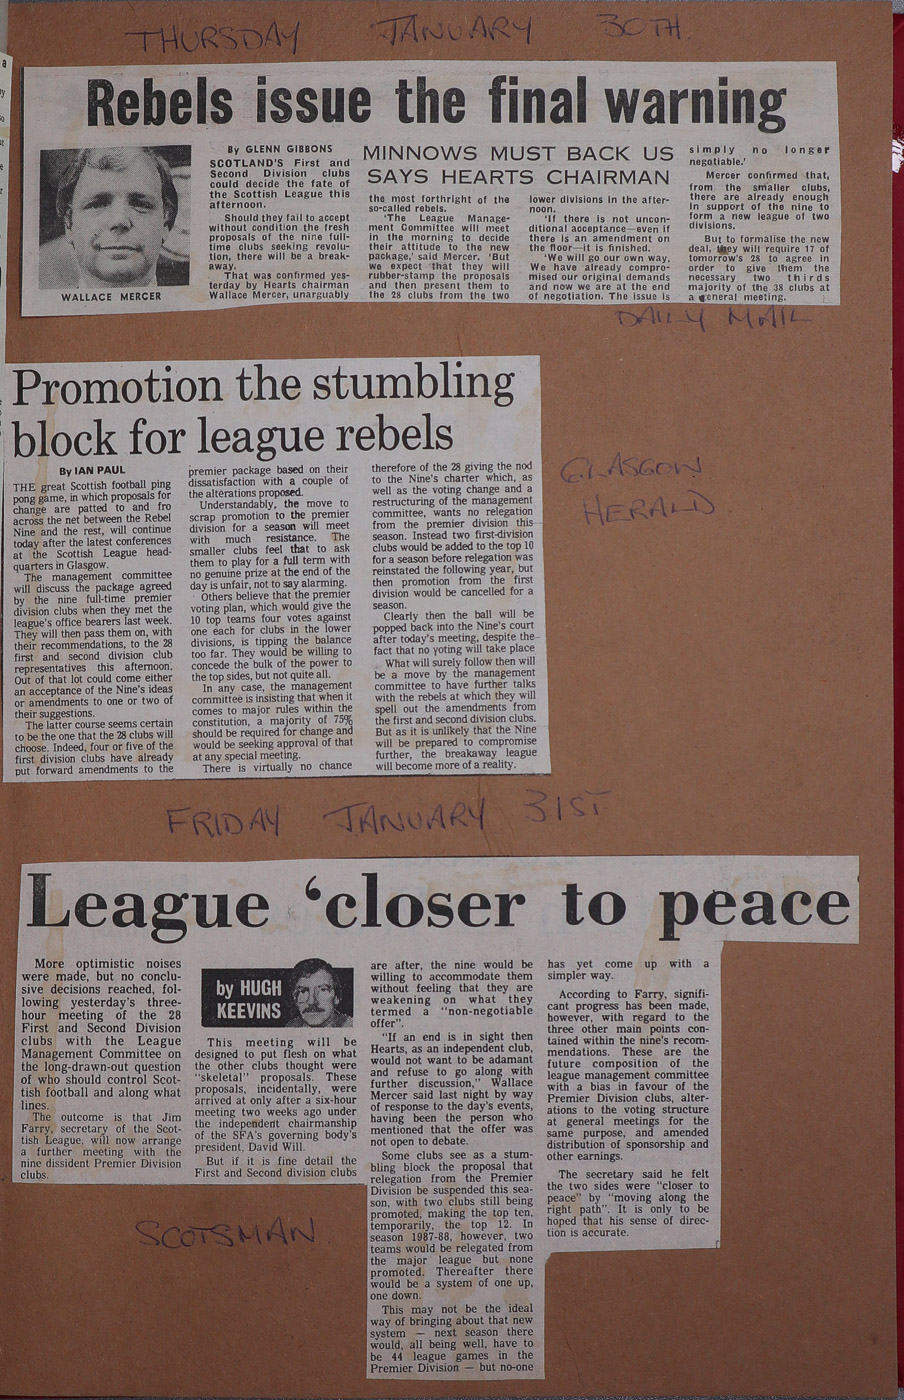 THURSDAY JANUARY 30TH.
Rebels issue the final warning
WALLACE MERCER
By GLENN GIBBONS
SCOTLAND'S First and
Second Division clubs
could decide the fate of
the Scottish League this
afternoon.
Should they fail to accept
without condition the fresh
proposals of the nine full-
time clubs seeking revolu-
tion, there will be a break-
away.
That was confirmed yes-
terday by Hearts chairman
Wallace Mercer, unarguably
MINNOWS MUST BACK US
SAYS HEARTS CHAIRMAN
the most forthright of the
so-called rebels.
'The League Manage-
ment Committee will meet
in the morning to decide
their attitude to the new
package,' said Mercer. 'But
we expect that they will
rubber-stamp the proposals
and then present them to
the 28 clubs from the two
lower divisions in the after-
noon.
'If there is not uncon-
ditional acceptance—even if
there is an amendment on
the floor—it is finished.
'We will go our own way.
We have already compro-
mised our original demands
and now we are at the end
of negotiation. The issue is
simply no longer
negotiable.'
Mercer confirmed that,
from the smaller clubs,
there are already enough
in support of the nine to
form a new league of two
divisions.
But to formalise the new
deal, they will require 17 of
tomorrow's 28 to agree in
order to give them the
necessary two thirds
majority of the 38 clubs at
a general meeting.
DAILY MAIL
Promotion the stumbling
block for league rebels
By IAN PAUL
THE great Scottish football ping
pong game, in which proposals for
change are patted to and fro
across the net between the Rebel
Nine and the rest, will continue
today after the latest conferences
at the Scottish League head-
quarters in Glasgow.
The management committee
will discuss the package agreed
by the nine full-time premier
division clubs when they met the
league's office bearers last week.
They will then pass them on, with
their recommendations, to the 28
first and second division club
representatives this afternoon.
Out of that lot could come either
an acceptance of the Nine's ideas
or amendments to one or two of
their suggestions.
The latter course seems certain
to be the one that the 28 clubs will
choose. Indeed, four or five of the
first division clubs have already
put forward amendments to the
premier package based on their
dissatisfaction with a couple of
the alterations proposed.
Understandably, the move to
scrap promotion to the premier
division for a season will meet
with much resistance. The
smaller clubs feel that to ask
them to play for a full term with
no genuine prize at the end of the
day is unfair, not to say alarming.
Others believe that the premier
voting plan, which would give the
10 top teams four votes against
one each for clubs in the lower
divisions, is tipping the balance
too far. They would be willing to
concede the bulk of the power to
the top sides, but not quite all.
In any case, the management
committee is insisting that when it
comes to major rules within the
constitution, a majority of 75%
should be required for change and
would be seeking approval of that
at any special meeting.
There is virtually no chance
therefore of the 28 giving the nod
to the Nine's charter which, as
well as the voting change and a
restructuring of the management
committee, wants no relegation
from the premier division this
season. Instead two first-division
clubs would be added to the top 10
for a season before relegation was
reinstated the following year, but
then promotion from the first
division would be cancelled for a
season.
Clearly then the ball will be
popped back into the Nine's court
after today's meeting, despite the
fact that no voting will take place
What will surely follow then will
be a move by the management
committee to have further talks
with the rebels at which they will
spell out the amendments from
the first and second division clubs.
But as it is unlikely that the Nine
will be prepared to compromise
further, the breakaway league
will become more of a reality.
GLASGOW
HERALD
FRIDAY JANUARY 31ST
League 'closer to peace
More optimistic noises
were made, but no conclu-
sive decisions reached, fol-
lowing yesterday's three-
hour meeting of the 28
First and Second Division
clubs with the League
Management Committee on
the long-drawn-out question
of who should control Scot-
tish football and along what
lines.
The outcome is that Jim
Farry, secretary of the Scot-
tish League, will now arrange
a further meeting with the
nine dissident Premier Division
clubs.
by HUGH
KEEVINS
This meeting will be
designed to put flesh on what
the other clubs thought were
"skeletal" proposals. These
proposals, incidentally, were
arrived at only after a six-hour
meeting two weeks ago under
the independent chairmanship
of the SFA's governing body's
president, David Will.
But if it is fine detail the
First and Second division clubs
are after, the nine would be
willing to accommodate them
without feeling that they are
weakening on what they
termed a "non-negotiable
offer".
"If an end is in sight then
Hearts, as an independent club,
would not want to be adamant
and refuse to go along with
further discussion," Wallace
Mercer said last night by way
of response to the day's events,
having been the person who
mentioned that the offer was
not open to debate.
Some clubs see as a stum-
bling block the proposal that
relegation from the Premier
Division be suspended this sea-
son, with two clubs still being
promoted, making the top ten,
temporarily, the top 12. In
season 1987-88, however, two
teams would be relegated from
the major league but none
promoted. Thereafter there
would be a system of one up,
one down.
This may not be the ideal
way of bringing about that new
system — next season there
would, all being well, have to
be 44 league games in the
Premier Division — but no-one
has yet come up with a
simpler way.
According to Farry, signifi-
cant progress has been made,
however, with regard to the
three other main points con-
tained within the nine's recom-
mendations. These are the
future composition of the
league management committee
with a bias in favour of the
Premier Division clubs, alter-
ations to the voting structure
at general meetings for the
same purpose, and amended
distribution of sponsorship and
other earnings.
The secretary said he felt
the two sides were "closer to
peace" by "moving along the
right path". It is only to be
hoped that his sense of direc-
tion is accurate.
SCOTSMAN